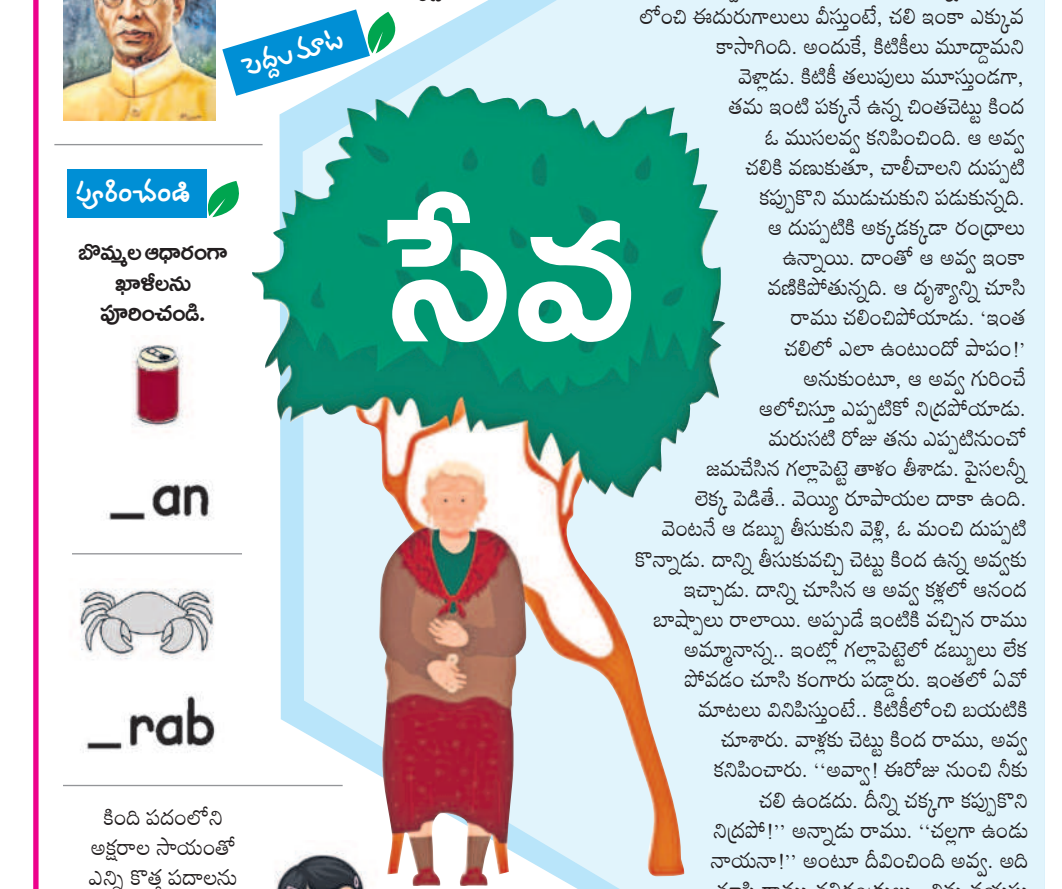 పెద్దల మాట
పూరించండి
బొమ్మల ఆధారంగా
ఖాళీలను
పూరించండి.
_ an
_ rab
కింది పదంలోని
అక్షరాల సాయంతో
ఎన్ని కొత్త పదాలను
సేవ
లోంచి ఈదురుగాలులు వీస్తుంటే, చలి ఇంకా ఎక్కువ
కాసాగింది. అందుకే, కిటికీలు మూద్దామని
వెళ్లాడు. కిటికీ తలుపులు మూస్తుండగా,
తమ ఇంటి పక్కనే ఉన్న చింతచెట్టు కింద
ఓ ముసలవ్వ కనిపించింది. ఆ అవ్వ
చలికి వణుకుతూ, చాలీచాలని దుప్పటి
కప్పుకొని ముడుచుకుని పడుకున్నది.
ఆ దుప్పటికి అక్కడక్కడా రంధ్రాలు
ఉన్నాయి. దాంతో ఆ అవ్వ ఇంకా
వణికిపోతున్నది. ఆ దృశ్యాన్ని చూసి
రాము చలించిపోయాడు. ‘ఇంత
చలిలో ఎలా ఉంటుందో పాపం!’
అనుకుంటూ, ఆ అవ్వ గురించే
ఆలోచిస్తూ ఎప్పటికో నిద్రపోయాడు.
మరుసటి రోజు తను ఎప్పటినుంచో
జమచేసిన గల్లాపెట్టె తాళం తీశాడు. పైసలన్నీ
లెక్క పెడితే.. వెయ్యి రూపాయల దాకా ఉంది.
వెంటనే ఆ డబ్బు తీసుకుని వెళ్లి, ఓ మంచి దుప్పటి
కొన్నాడు. దాన్ని తీసుకువచ్చి చెట్టు కింద ఉన్న అవ్వకు
ఇచ్చాడు. దాన్ని చూసిన ఆ అవ్వ కళ్లలో ఆనంద
బాష్పాలు రాలాయి. అప్పుడే ఇంటికి వచ్చిన రాము
అమ్మానాన్న.. ఇంట్లో గల్లాపెట్టెలో డబ్బులు లేక
పోవడం చూసి కంగారు పడ్డారు. ఇంతలో ఏవో
మాటలు వినిపిస్తుంటే.. కిటికీలోంచి బయటికి
చూశారు. వాళ్లకు చెట్టు కింద రాము, అవ్వ
కనిపించారు. ‘‘అవ్వా! ఈరోజు నుంచి నీకు
చలి ఉండదు. దీన్ని చక్కగా కప్పుకొని
నిద్రపో!’’ అన్నాడు రాము. ‘‘చల్లగా ఉండు
నాయనా!’’ అంటూ దీవించింది అవ్వ. అది